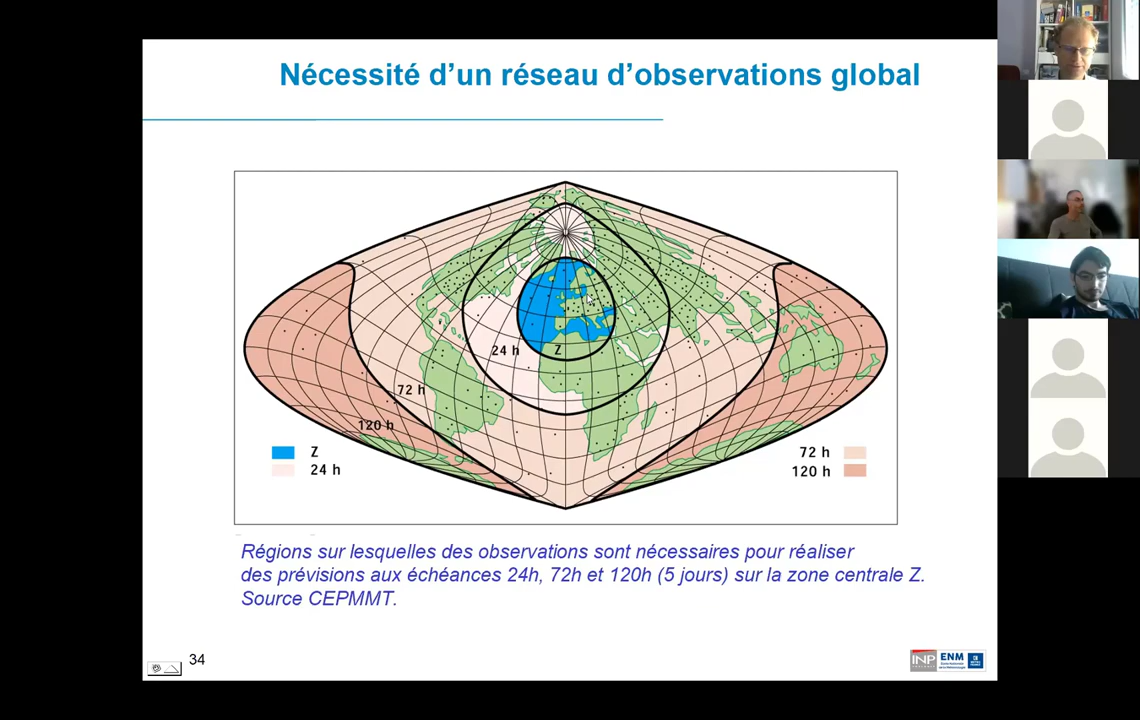 Nécessité d'un réseau d'observations global
24 h
Z
72 h
120 h
Z
24 h
72 h
120 h
Régions sur lesquelles des observations sont nécessaires pour réaliser
des prévisions aux échéances 24h, 72h et 120h (5 jours) sur la zone centrale Z.
Source CEPMMT.
34
INP
ENM